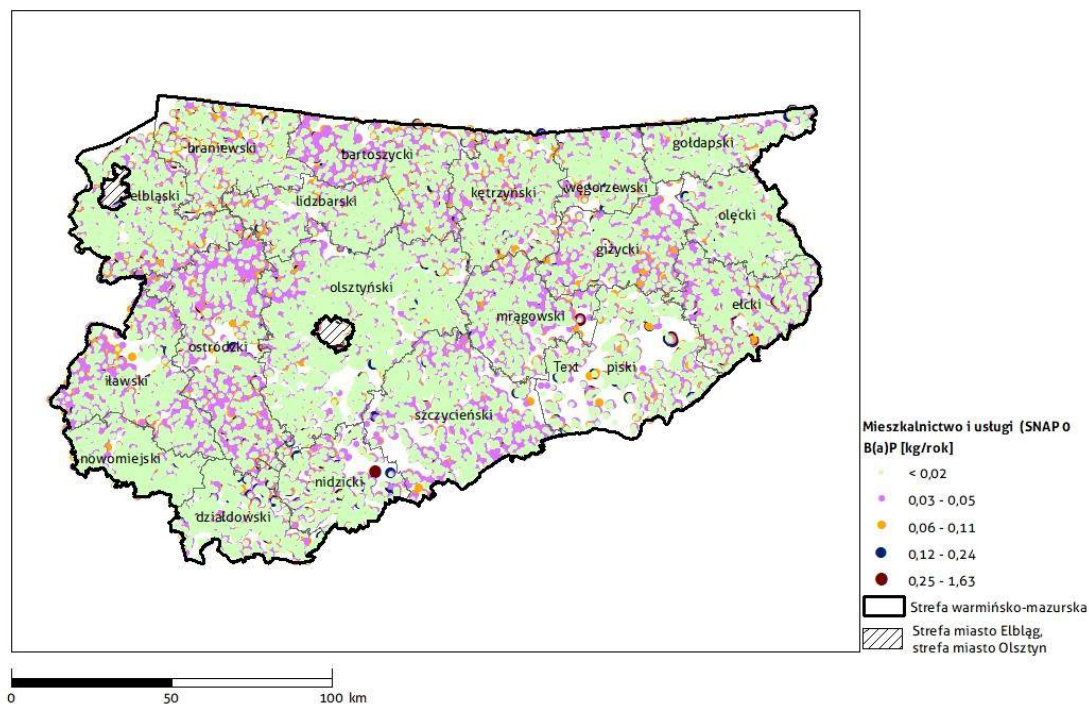 braniewski
bartoszycki
gołdapski
elbląski
lidzbarski
kętrzyński
węgorzewski
olęcki
giżycki
olsztyński
ełcki
mrągowski
ostródzki
Text
piski
iławski
szczycieński
nowomiejski
nidzicki
działdowski
Mieszkalnictwo i usługi (SNAP 0
B(a)P [kg/rok]
< 0,02
0,03 - 0,05
0,06 - 0,11
0,12 - 0,24
0,25 - 1,63
Strefa warmińsko-mazurska
Strefa miasto Elbląg,
strefa miasto Olsztyn
0 50 100 km